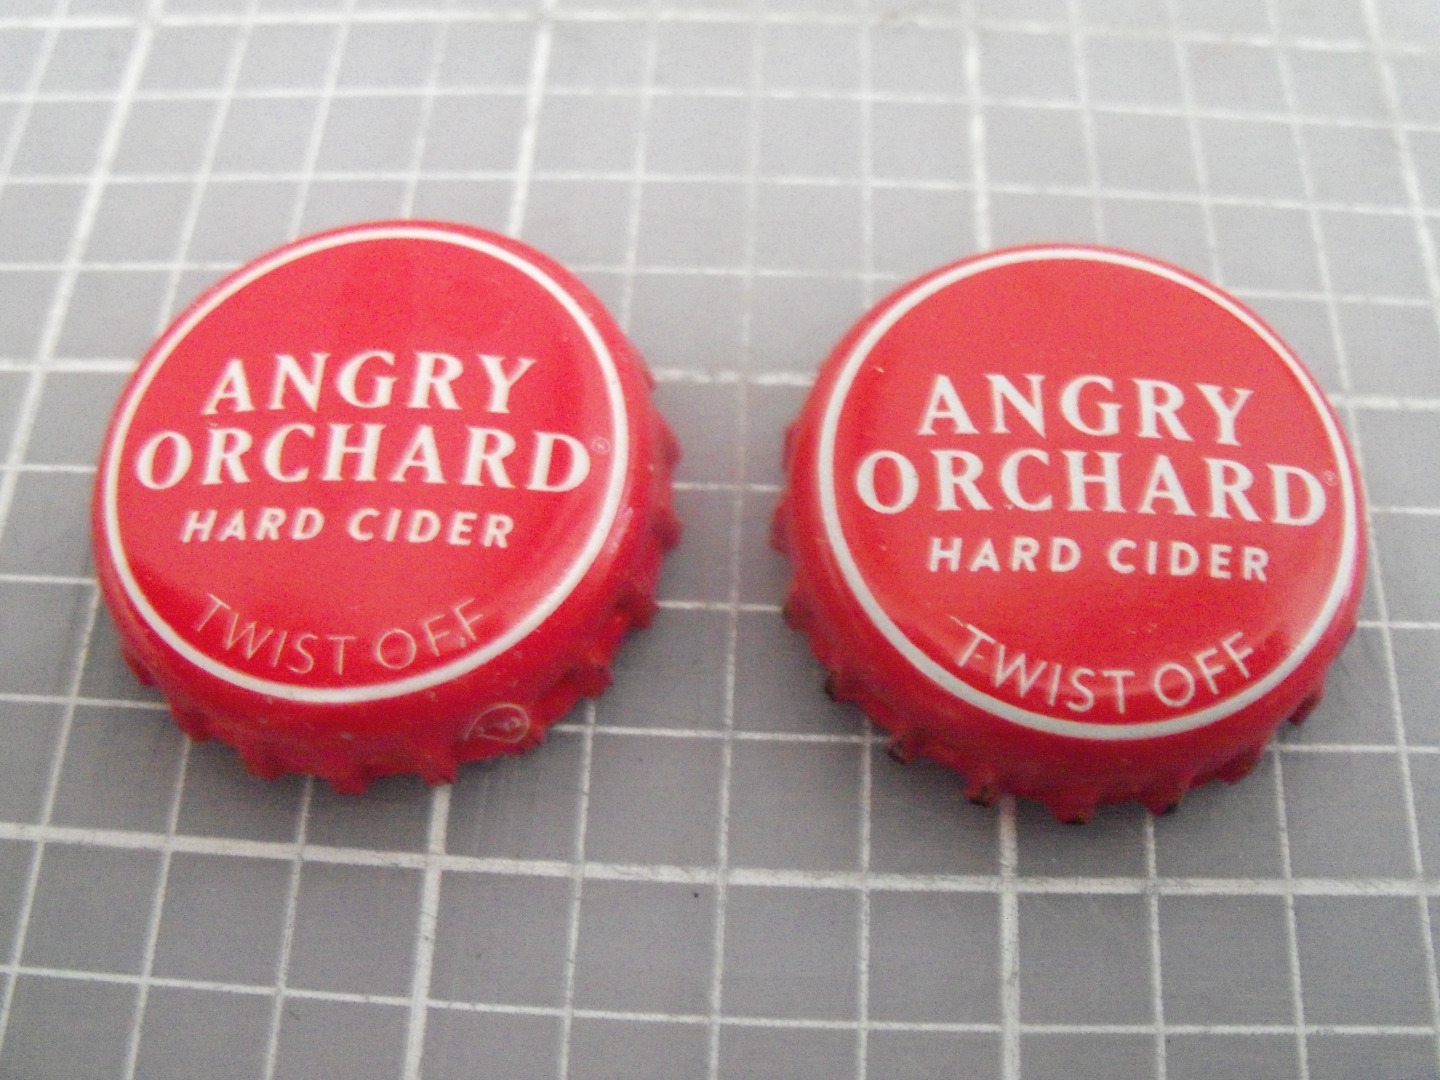 ANGRY
ORCHARD®
HARD CIDER
TWIST OFF
ANGRY
ORCHARD®
HARD CIDER
TWIST OFF